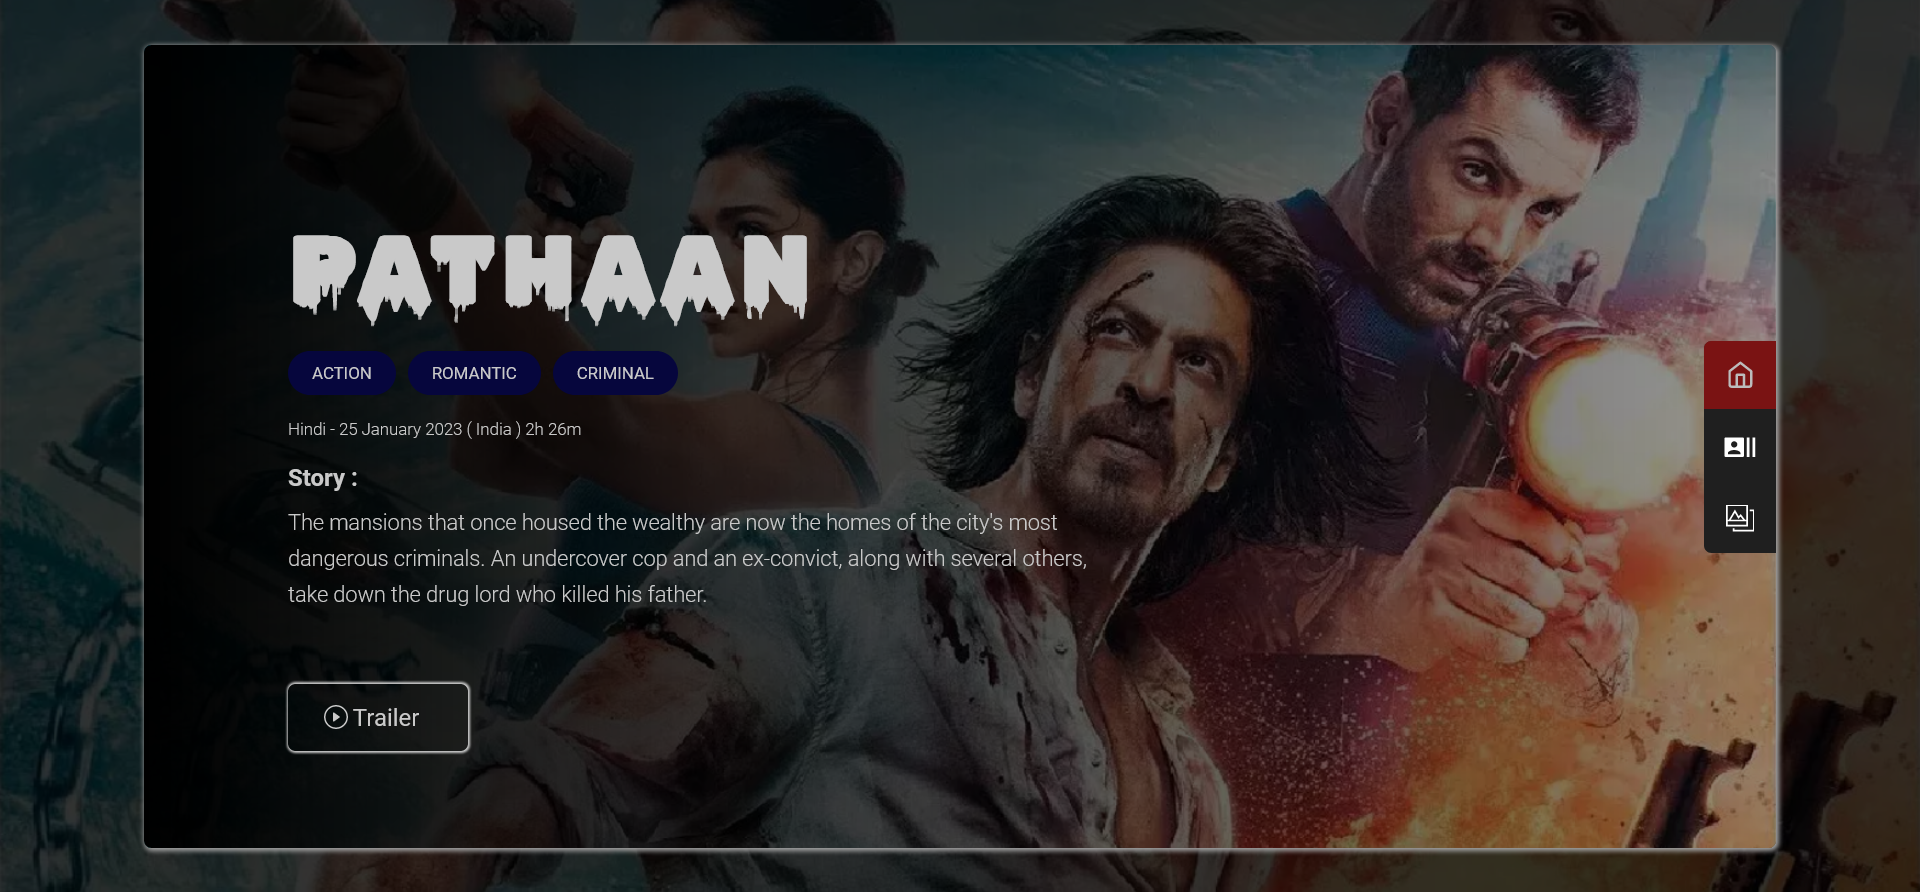 PATHAAN
ACTION ROMANTIC CRIMINAL
Hindi - 25 January 2023 ( India ) 2h 26m
Story :
The mansions that once housed the wealthy are now the homes of the city's most
dangerous criminals. An undercover cop and an ex-convict, along with several others,
take down the drug lord who killed his father.
Trailer